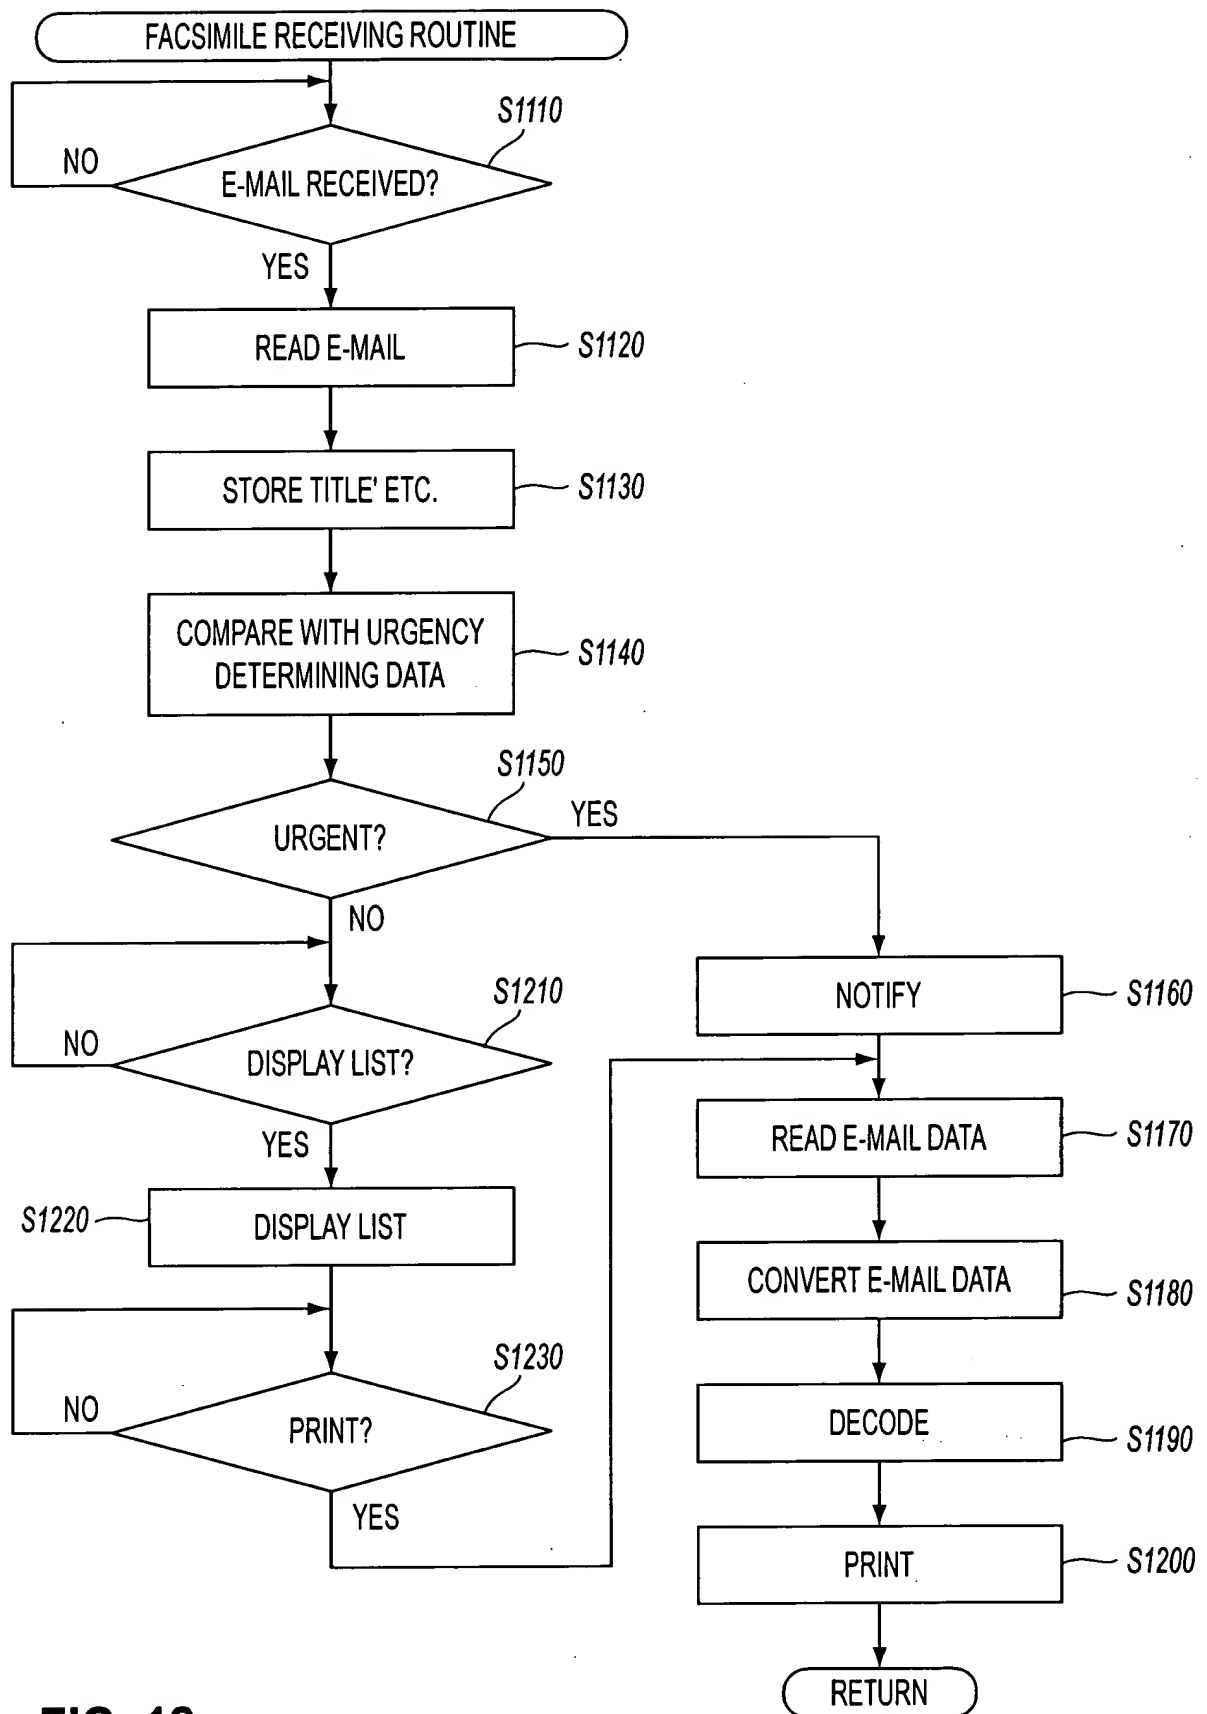 FACSIMILE RECEIVING ROUTINE
S1110
NO
E-MAIL RECEIVED?
YES
READ E-MAIL
S1120
STORE TITLE' ETC.
S1130
COMPARE WITH URGENCY
DETERMINING DATA
S1140
S1150
URGENT?
YES
NO
S1210
NO
DISPLAY LIST?
YES
S1220
DISPLAY LIST
S1230
NO
PRINT?
YES
NOTIFY
S1160
READ E-MAIL DATA
S1170
CONVERT E-MAIL DATA
S1180
DECODE
S1190
PRINT
S1200
RETURN